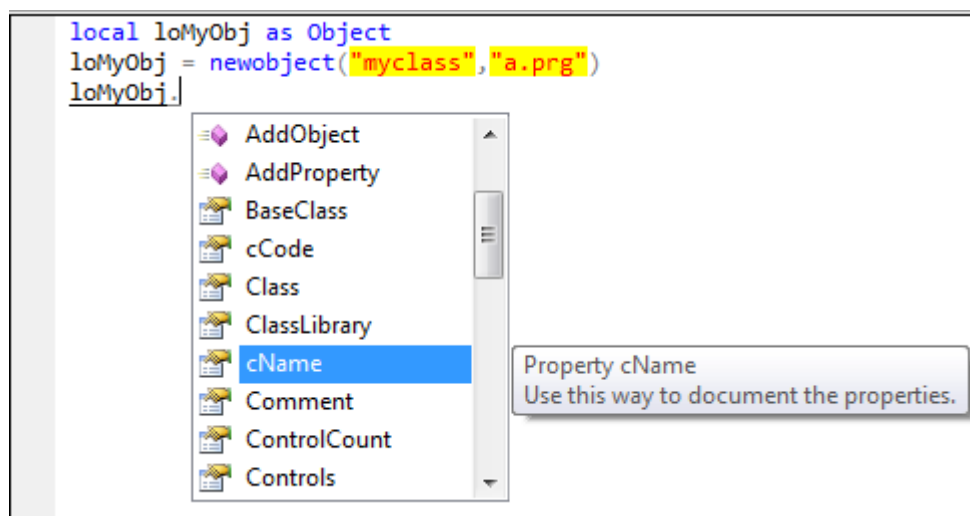 local loMyObj as Object
loMyObj = newobject("myclass","a.prg")
loMyObj.
AddObject
AddProperty
BaseClass
cCode
Class
ClassLibrary
cName
Property cName
Use this way to document the properties.
Comment
ControlCount
Controls